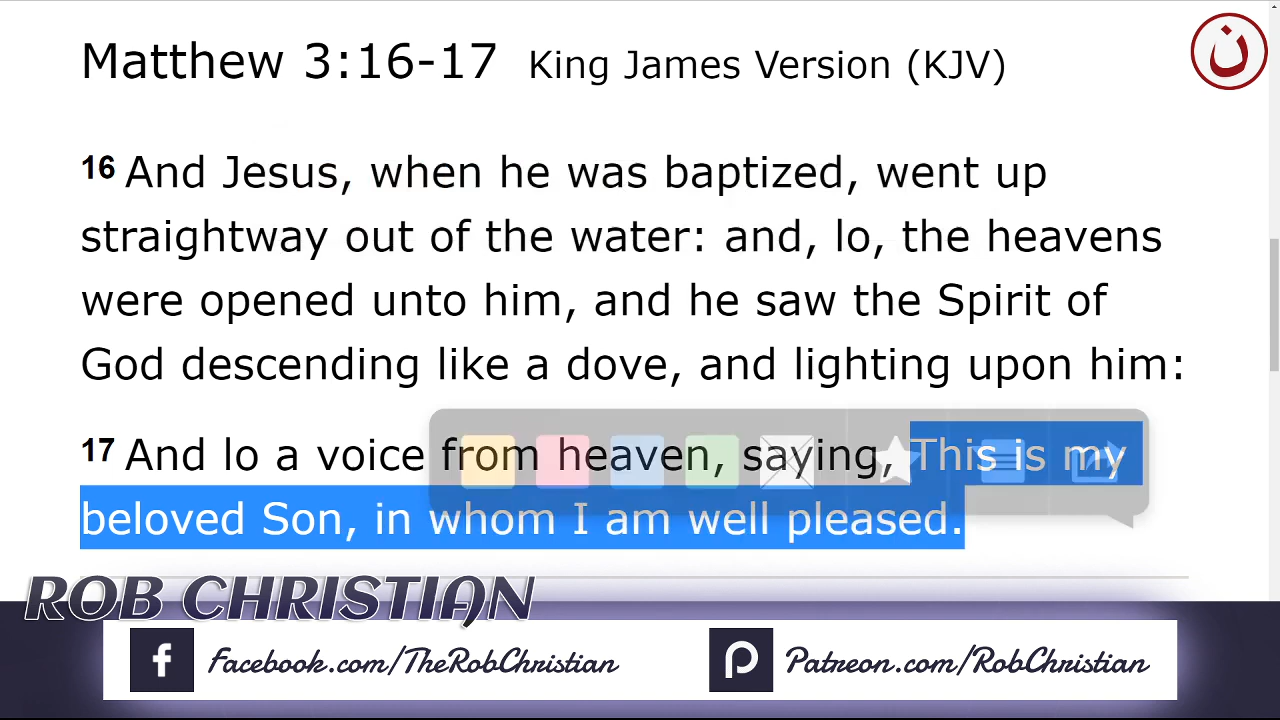 Matthew 3:16-17 King James Version (KJV)
ن
16 And Jesus, when he was baptized, went up
straightway out of the water: and, lo, the heavens
were opened unto him, and he saw the Spirit of
God descending like a dove, and lighting upon him:
17 And lo a voice from heaven, saying, This is my
beloved Son, in whom I am well pleased.
ROB CHRISTIAN
Facebook.com/TheRobChristian
Patreon.com/RobChristian